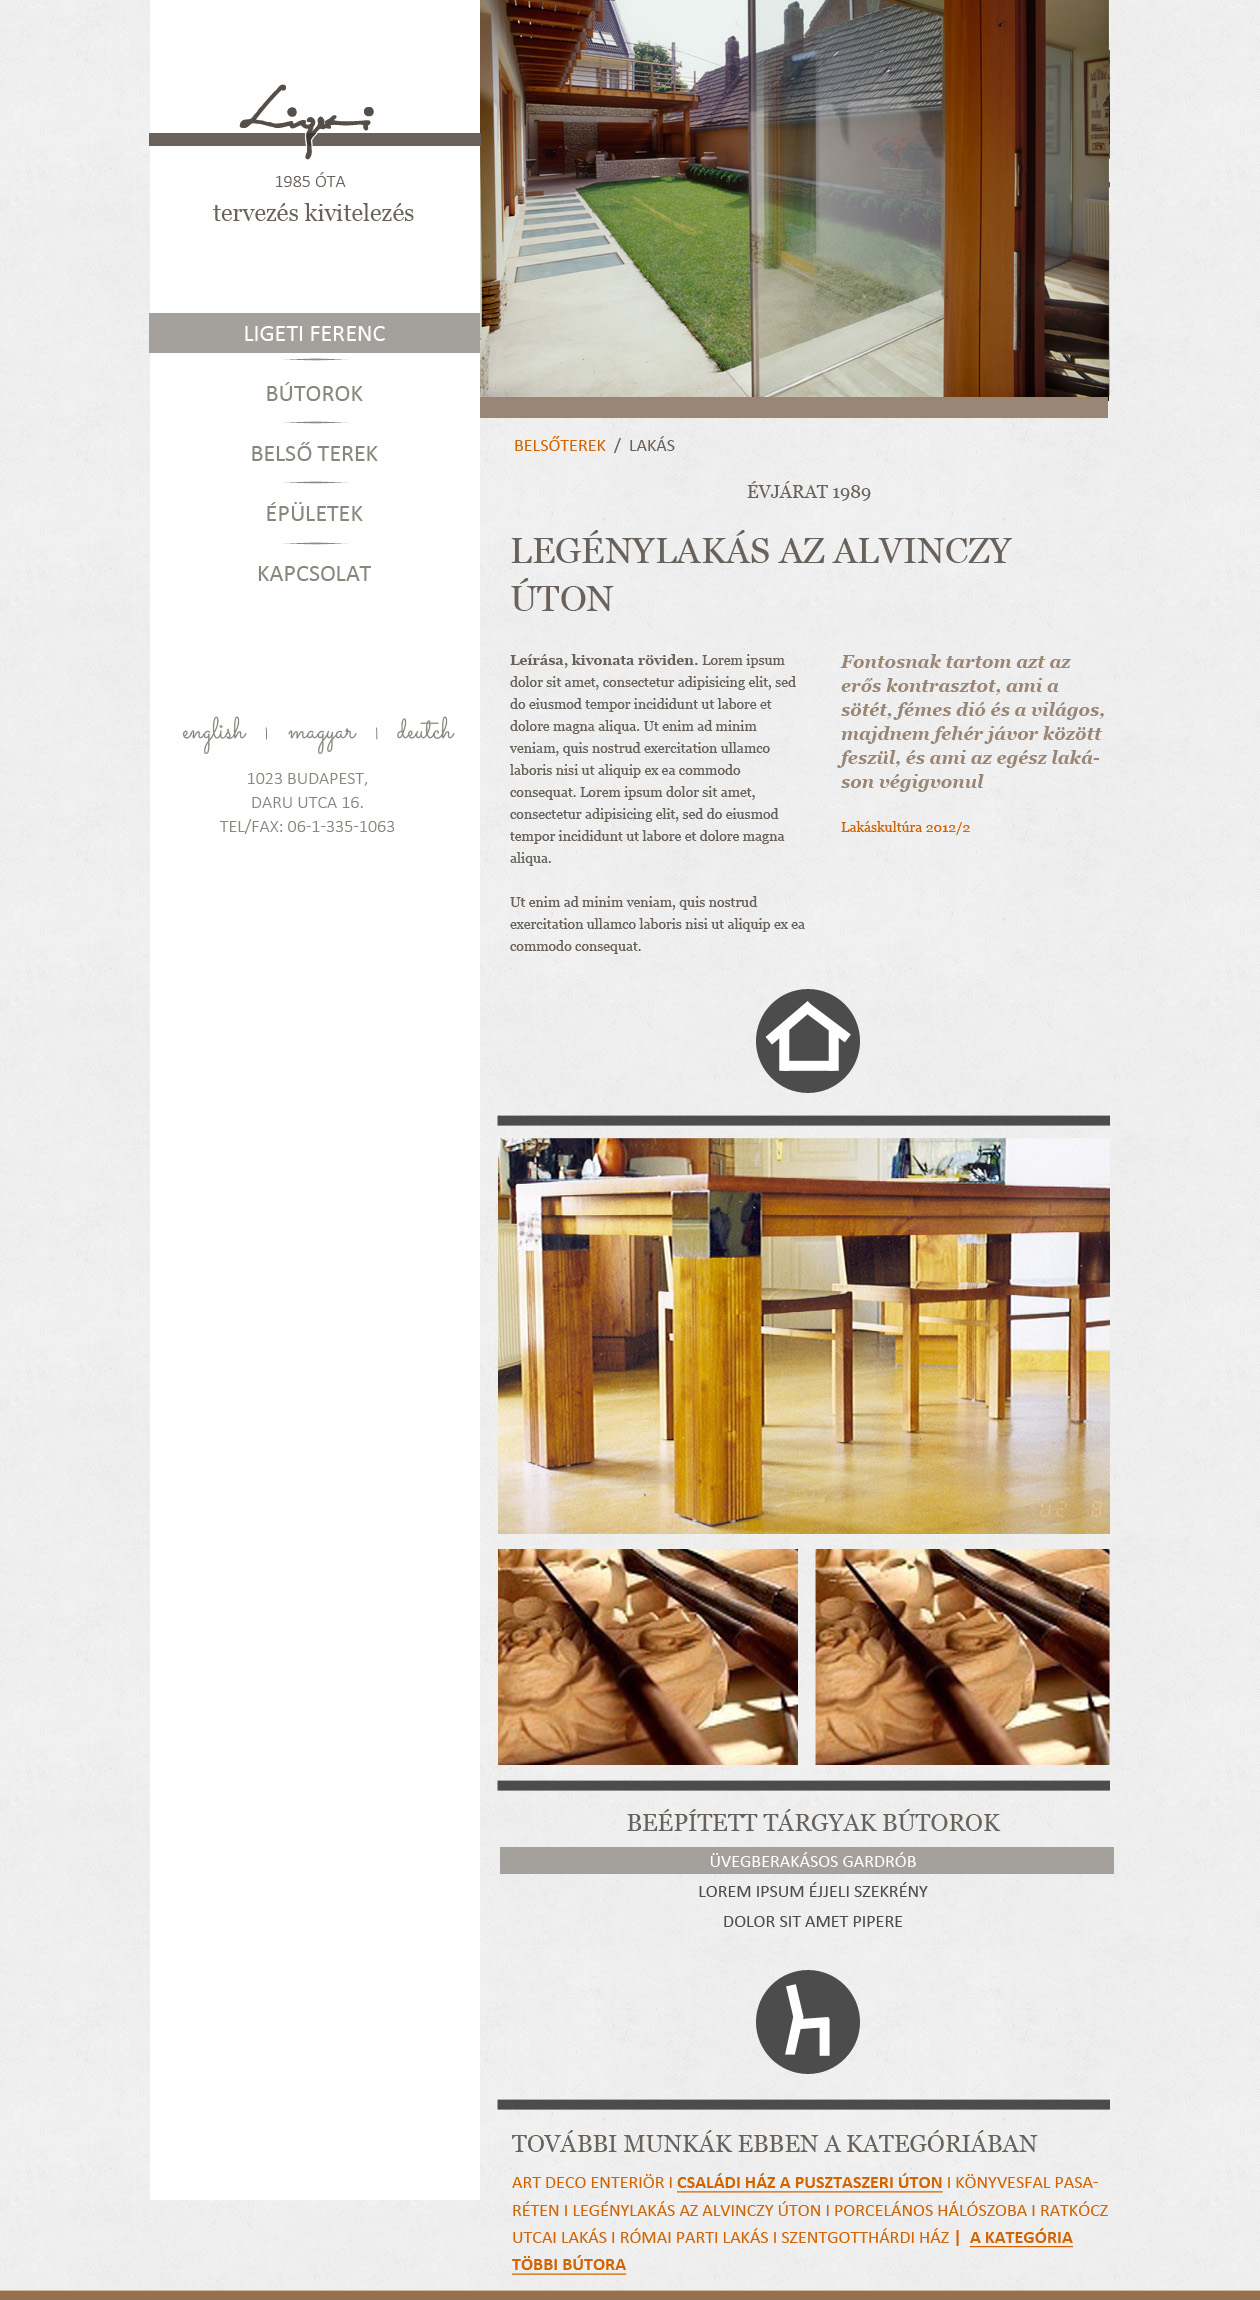 Ligeti
1985 ÓTA
tervezés kivitelezés
LIGETI FERENC
BÚTOROK
BELSŐ TEREK
ÉPÜLETEK
KAPCSOLAT
english | magyar | deutch
1023 BUDAPEST,
DARU UTCA 16.
TEL/FAX: 06-1-335-1063
BELSŐTEREK / LAKÁS
ÉVJÁRAT 1989
LEGÉNYLAKÁS AZ ALVINCZY
ÚTON
Leírása, kivonata röviden. Lorem ipsum
dolor sit amet, consectetur adipisicing elit, sed
do eiusmod tempor incididunt ut labore et
dolore magna aliqua. Ut enim ad minim
veniam, quis nostrud exercitation ullamco
laboris nisi ut aliquip ex ea commodo
consequat. Lorem ipsum dolor sit amet,
consectetur adipisicing elit, sed do eiusmod
tempor incididunt ut labore et dolore magna
aliqua.
Ut enim ad minim veniam, quis nostrud
exercitation ullamco laboris nisi ut aliquip ex ea
commodo consequat.
Fontosnak tartom azt az
erős kontrasztot, ami a
sötét, fémes dió és a világos,
majdnem fehér jávor között
feszül, és ami az egész laká-
son végigvonul
Lakáskultúra 2012/2
BEÉPÍTETT TÁRGYAK BÚTOROK
ÜVEGBERAKÁSOS GARDRÓB
LOREM IPSUM ÉJJELI SZEKRÉNY
DOLOR SIT AMET PIPERE
TOVÁBBI MUNKÁK EBBEN A KATEGÓRIÁBAN
ART DECO ENTERIÖR I CSALÁDI HÁZ A PUSZTASZERI ÚTON I KÖNYVESFAL PASA-
RÉTEN I LEGÉNYLAKÁS AZ ALVINCZY ÚTON I PORCELÁNOS HÁLÓSZOBA I RATKÓCZ
UTCAI LAKÁS I RÓMAI PARTI LAKÁS I SZENTGOTTHÁRDI HÁZ | A KATEGÓRIA
TÖBBI BÚTORA